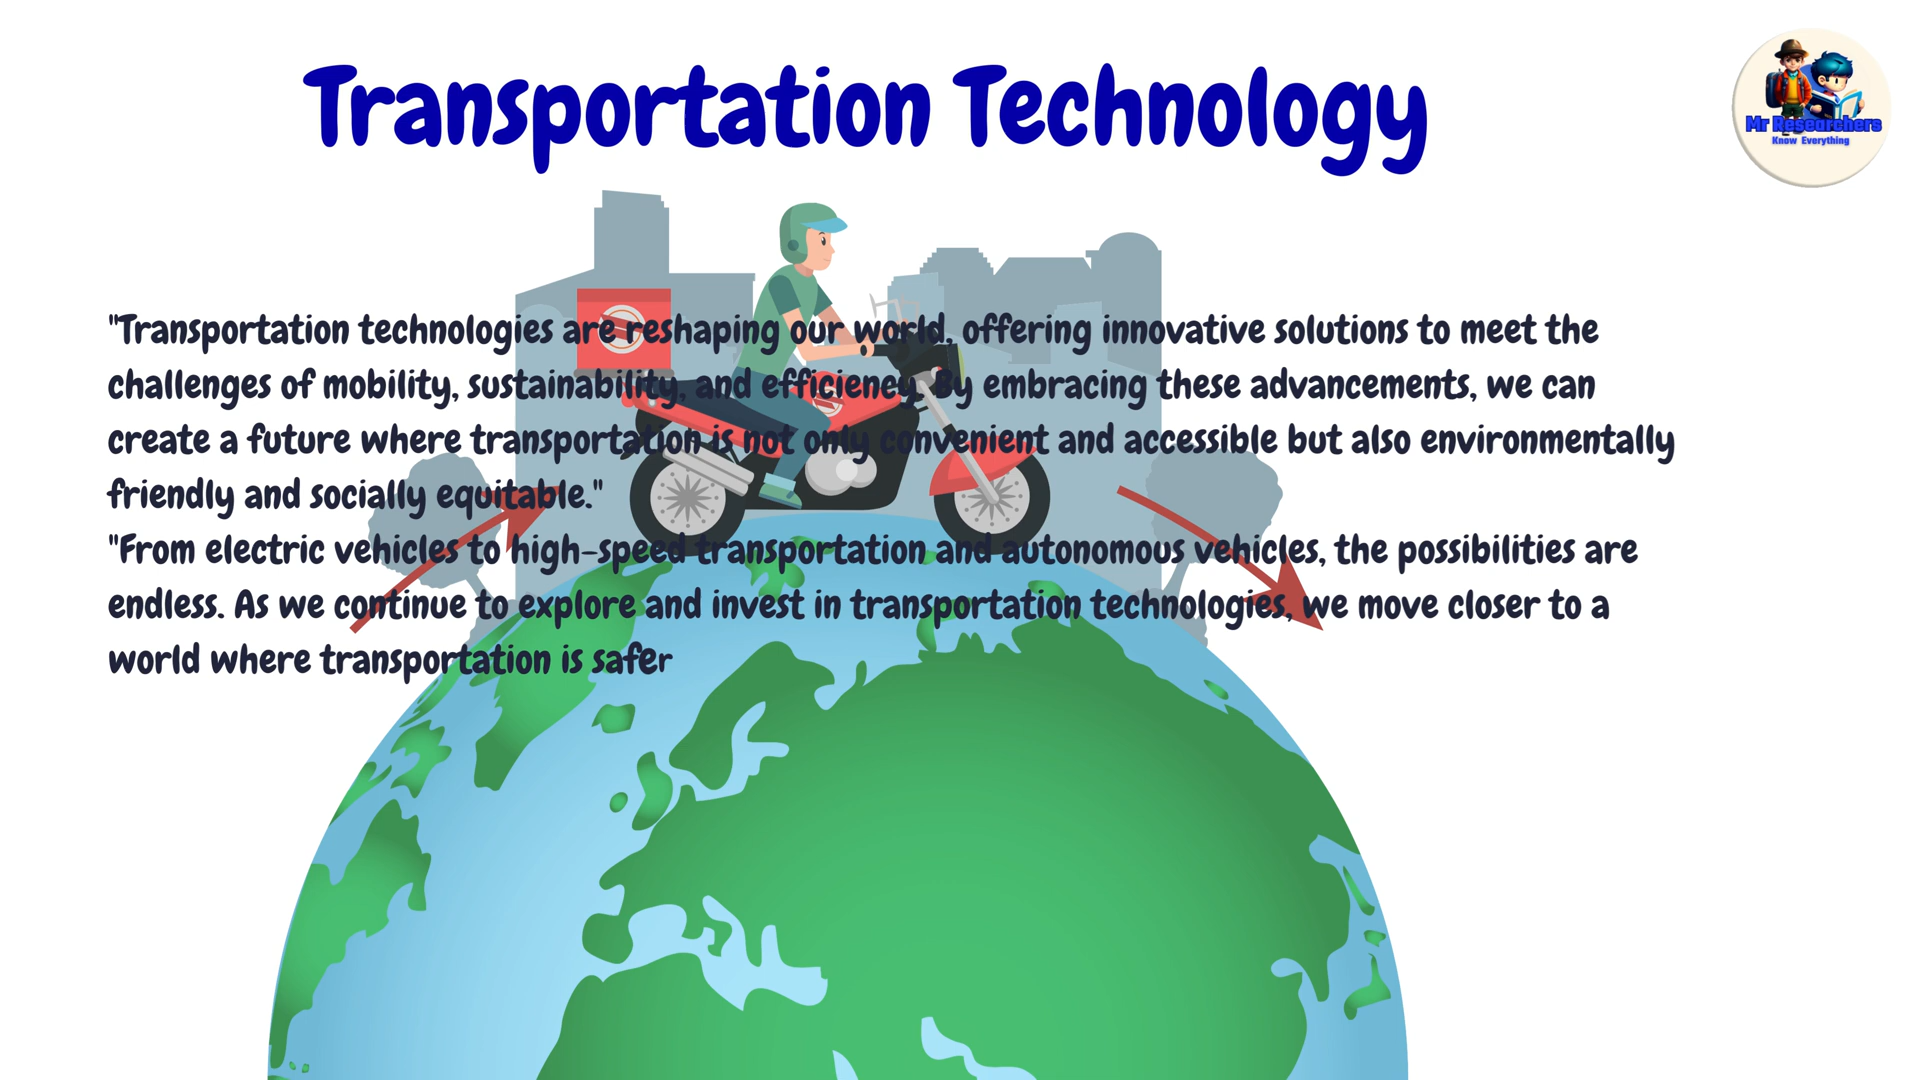 Transportation Technology
Mr Researchers
Know Everything
"Transportation technologies are reshaping our world, offering innovative solutions to meet the
challenges of mobility, sustainability, and efficiency. By embracing these advancements, we can
create a future where transportation is not only convenient and accessible but also environmentally
friendly and socially equitable."
"From electric vehicles to high-speed transportation and autonomous vehicles, the possibilities are
endless. As we continue to explore and invest in transportation technologies, we move closer to a
world where transportation is safer